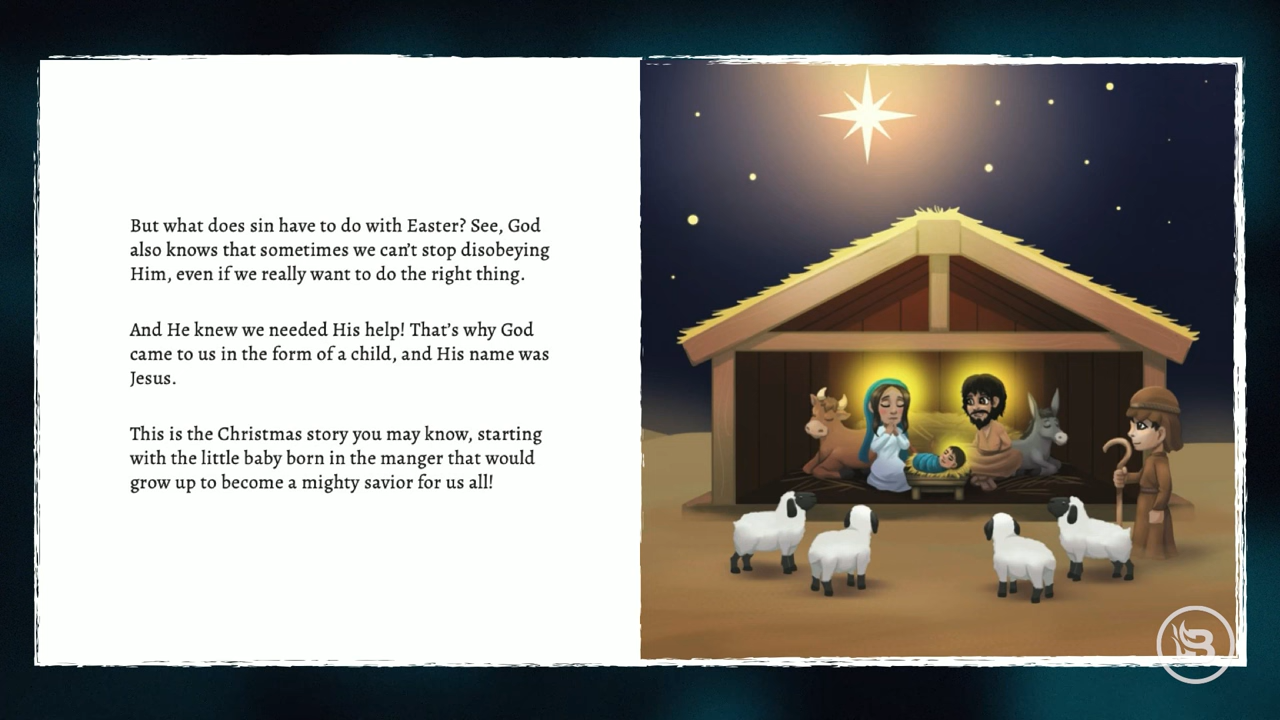 But what does sin have to do with Easter? See, God
also knows that sometimes we can't stop disobeying
Him, even if we really want to do the right thing.
And He knew we needed His help! That's why God
came to us in the form of a child, and His name was
Jesus.
This is the Christmas story you may know, starting
with the little baby born in the manger that would
grow up to become a mighty savior for us all!
B